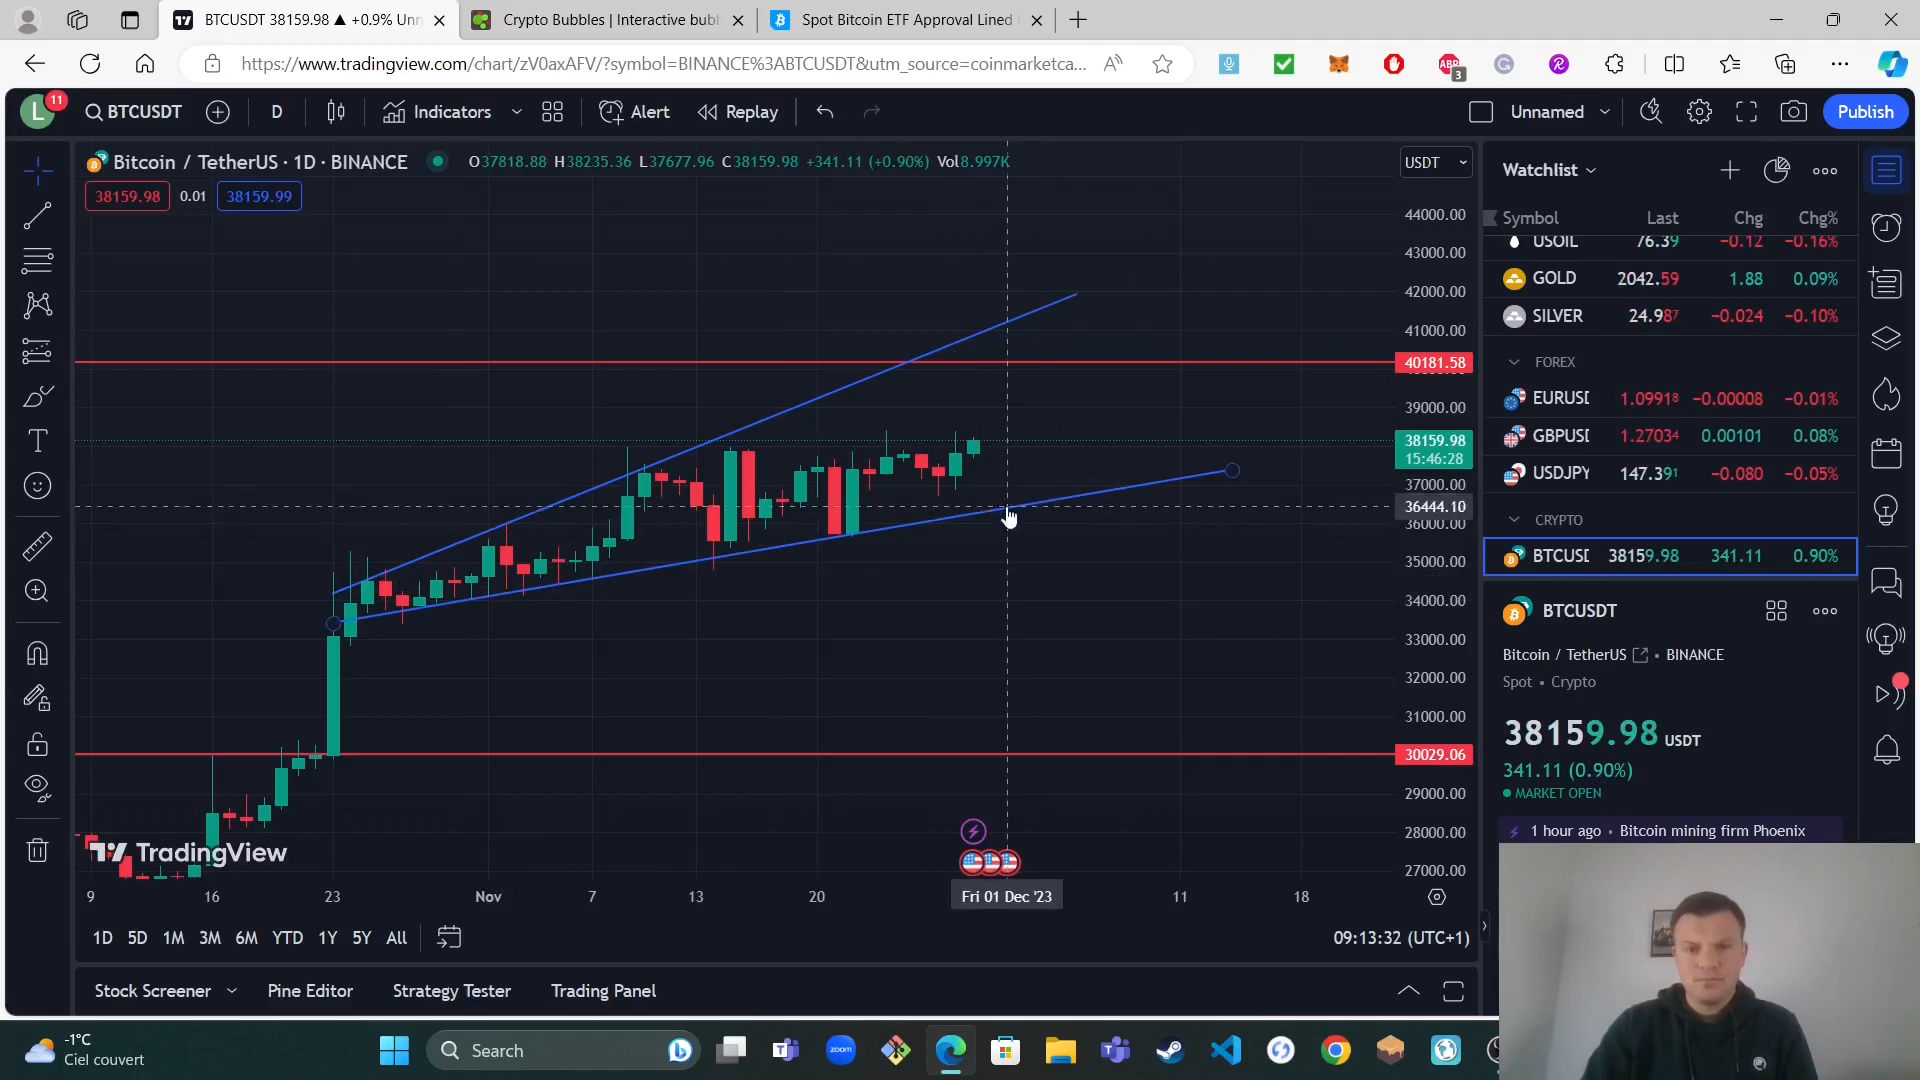 BTCUSDT 38159.98 ▲ +0.9% Unn
Crypto Bubbles | Interactive bubb
Spot Bitcoin ETF Approval Lined
https://www.tradingview.com/chart/zV0axAFV/?symbol=BINANCE%3ABTCUSDT&utm_source=coinmarketca...
ABP
3
L
11
BTCUSDT
D
Indicators
Alert
Replay
Unnamed
Publish
Bitcoin / TetherUS · 1D · BINANCE
O37818.88 H38235.36 L37677.96 C38159.98 +341.11 (+0.90%) Vol8.997K
38159.98
0.01
38159.99
USDT
44000.00
43000.00
42000.00
41000.00
40181.58
39000.00
38159.98
15:46:28
37000.00
36444.10
36000.00
35000.00
34000.00
33000.00
32000.00
31000.00
30029.06
29000.00
28000.00
27000.00
TradingView
9
16
23
Nov
7
13
20
Fri 01 Dec '23
11
18
1D 5D 1M 3M 6M YTD 1Y 5Y All
09:13:32 (UTC+1)
Stock Screener
Pine Editor
Strategy Tester
Trading Panel
Watchlist
Symbol Last Chg Chg%
USOIL 76.39 −0.12 −0.16%
GOLD 2042.59 1.88 0.09%
SILVER 24.987 −0.024 −0.10%
FOREX
EURUSD 1.09918 −0.00008 −0.01%
GBPUSD 1.27034 0.00101 0.08%
USDJPY 147.391 −0.080 −0.05%
CRYPTO
BTCUSD 38159.98 341.11 0.90%
BTCUSDT
Bitcoin / TetherUS • BINANCE
Spot • Crypto
38159.98 USDT
341.11 (0.90%)
MARKET OPEN
1 hour ago • Bitcoin mining firm Phoenix
-1°C
Ciel couvert
Search
zoom